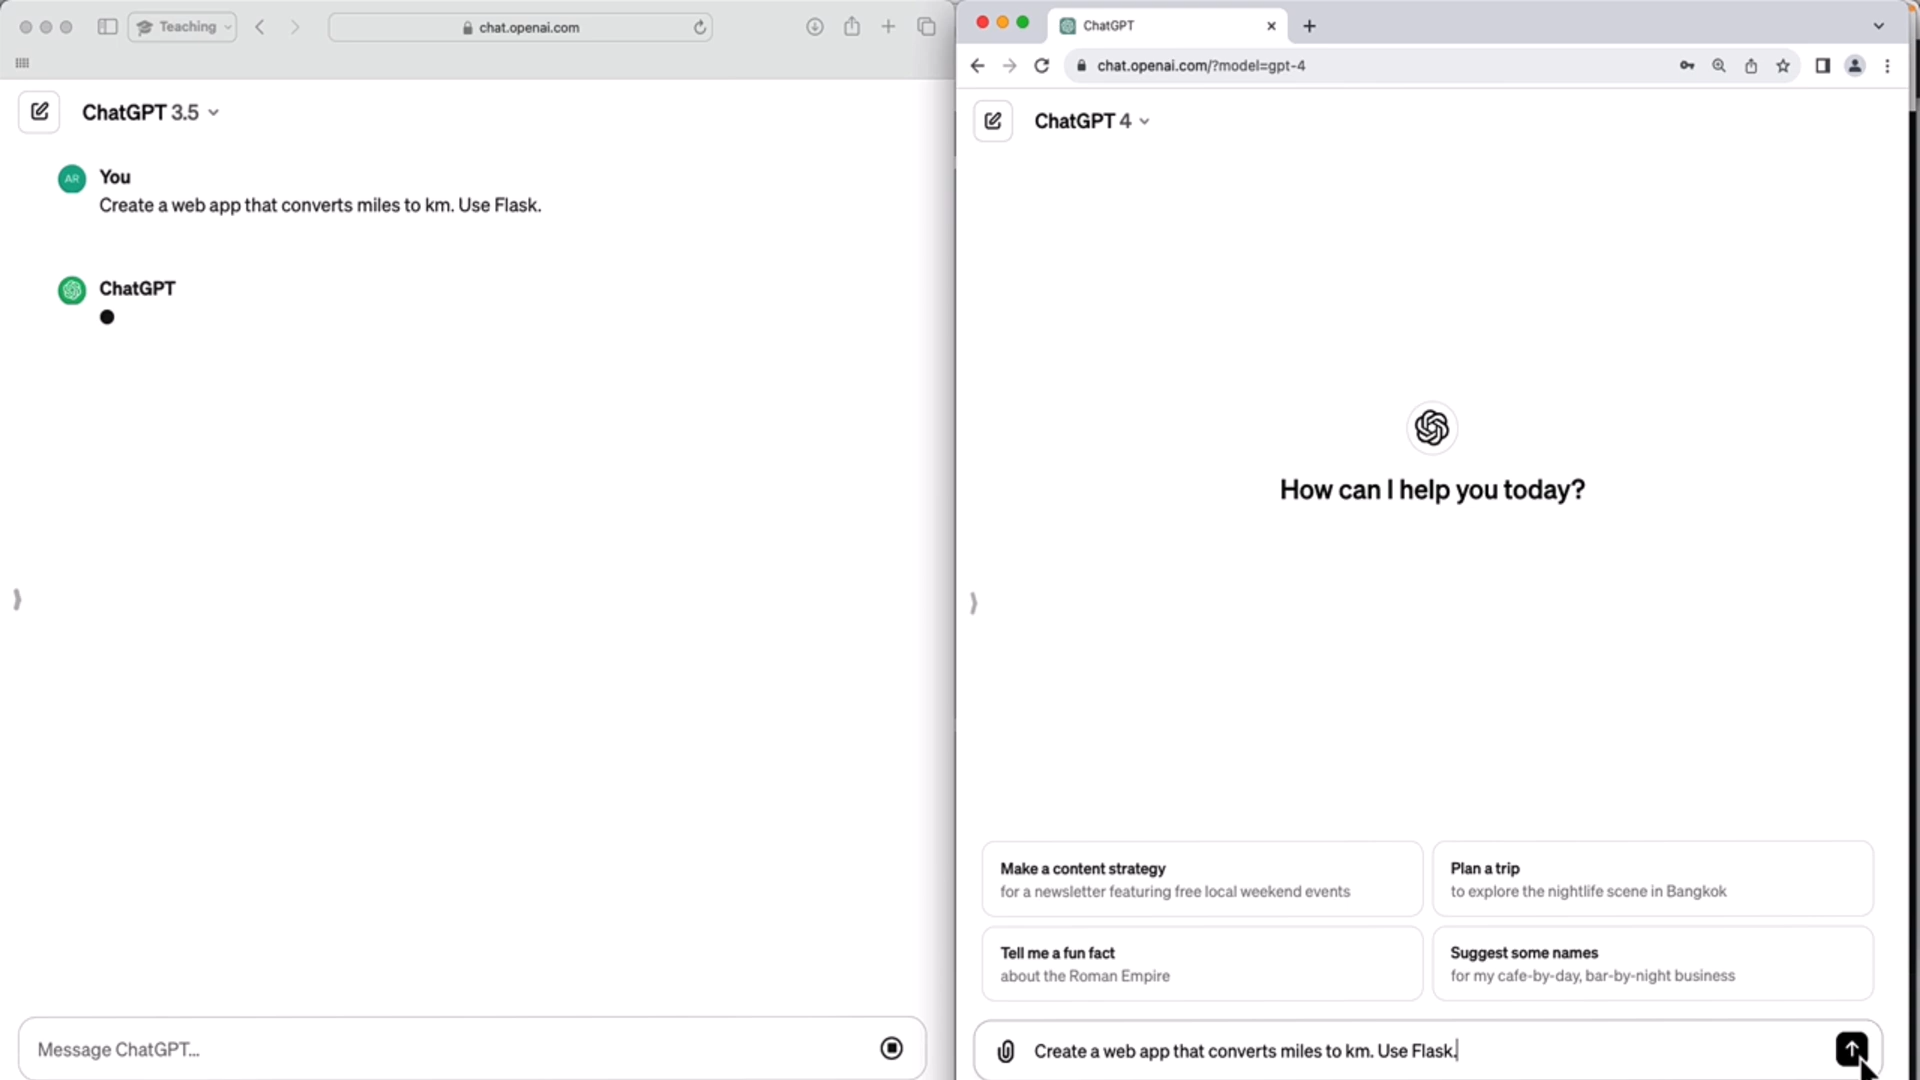 Teaching
chat.openai.com
ChatGPT 3.5
AR
You
Create a web app that converts miles to km. Use Flask.
ChatGPT
Message ChatGPT...
ChatGPT
chat.openai.com/?model=gpt-4
ChatGPT 4
How can I help you today?
Make a content strategy
for a newsletter featuring free local weekend events
Plan a trip
to explore the nightlife scene in Bangkok
Tell me a fun fact
about the Roman Empire
Suggest some names
for my cafe-by-day, bar-by-night business
Create a web app that converts miles to km. Use Flask.